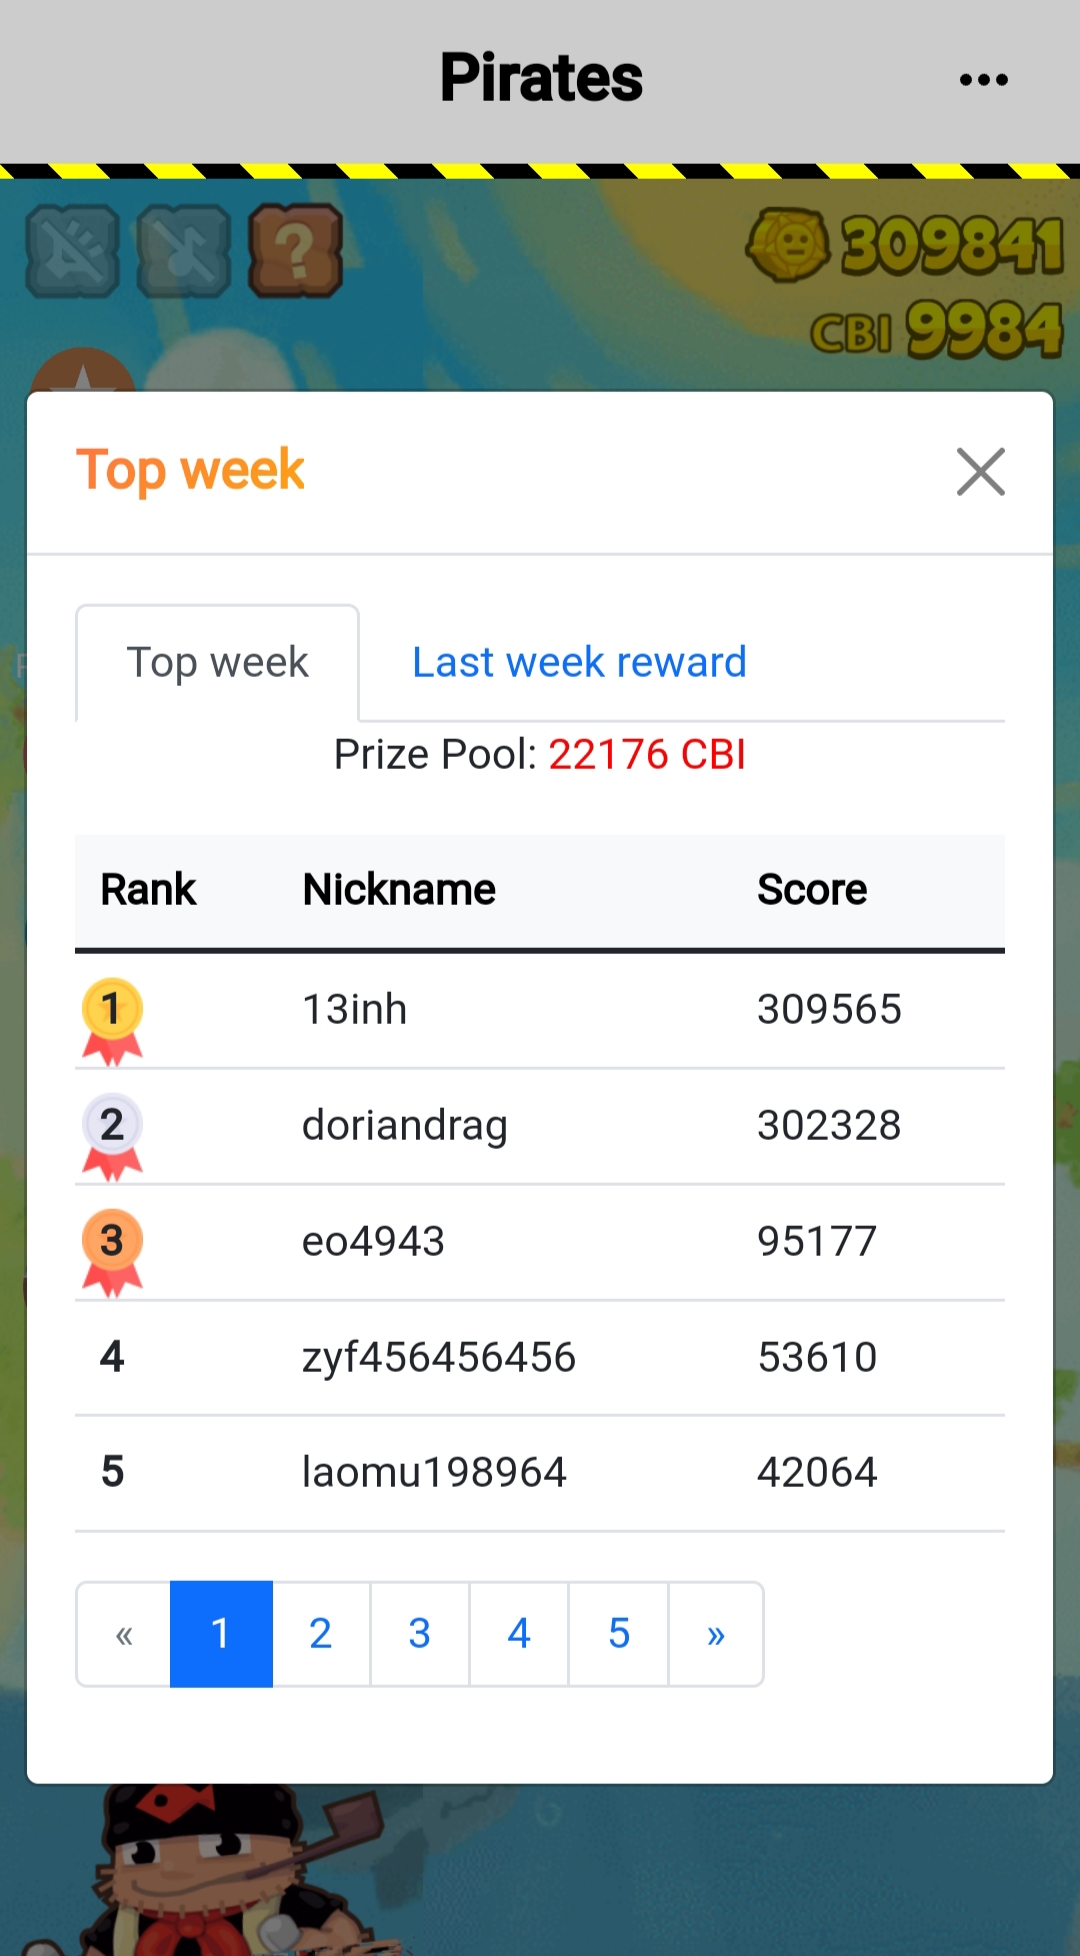 Pirates
309841
CBI 9984
Top week
Top week
Last week reward
Prize Pool: 22176 CBI
Rank Nickname Score
1 13inh 309565
2 doriandrag 302328
3 eo4943 95177
4 zyf456456456 53610
5 laomu198964 42064
« 1 2 3 4 5 »